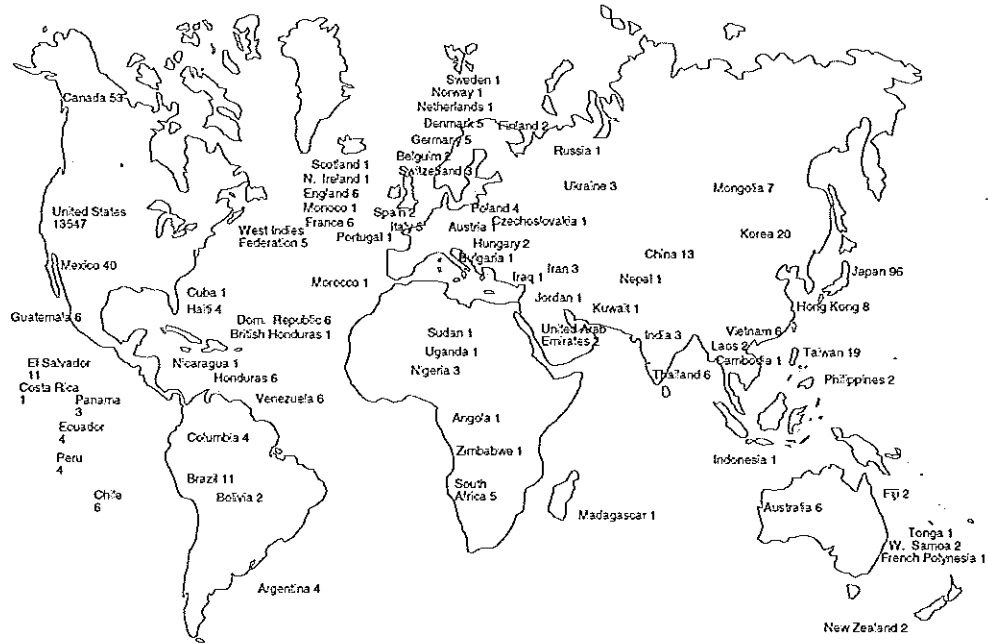 Sweden 1
Norway 1
Netherlands 1
Canada 53
Denmark 5
Finland 2
Germany 5
Russia 1
Belguim 2
Scotland 1
Switzerland 3
N. Ireland 1
Ukraine 3
Mongolia 7
England 6
Monoco 1
Spain 2
Poland 4
United States
13547
France 6
Italy 5
Austria 1
Czechoslovakia 1
West Indies
Federation 5
Portugal 1
Korea 20
Hungary 2
Bulgaria 1
China 13
Mexico 40
Iraq 1
Iran 3
Nepal 1
Japan 96
Morocco 1
Cuba 1
Haiti 4
Jordan 1
Kuwait 1
Hong Kong 8
Guatemala 6
Dom. Republic 6
British Honduras 1
Sudan 1
United Arab
Emirates 2
India 3
Vietnam 6
Laos 2
Uganda 1
Taiwan 19
El Salvador
11
Nicaragua 1
Nigeria 3
Cambodia 1
Honduras 6
Thailand 6
Philippines 2
Costa Rica
1
Panama
3
Venezuela 6
Ecuador
4
Columbia 4
Angola 1
Peru
4
Zimbabwe 1
Indonesia 1
Brazil 11
Bolivia 2
South
Africa 5
Chile
6
Madagascar 1
Australia 6
Fiji 2
Tonga 1
W. Samoa 2
French Polynesia 1
Argentina 4
New Zealand 2